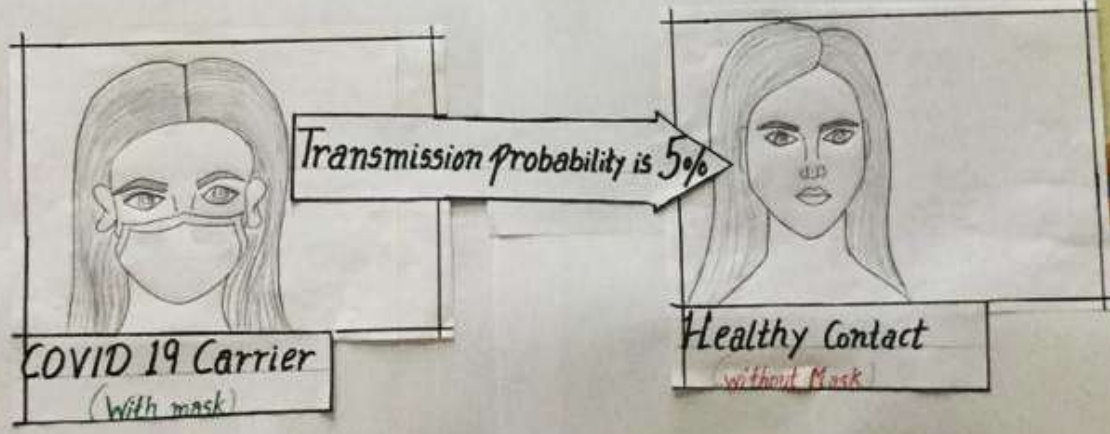 Transmission probability is 5%
COVID 19 Carrier
(With mask)
Healthy Contact
(without Mask)